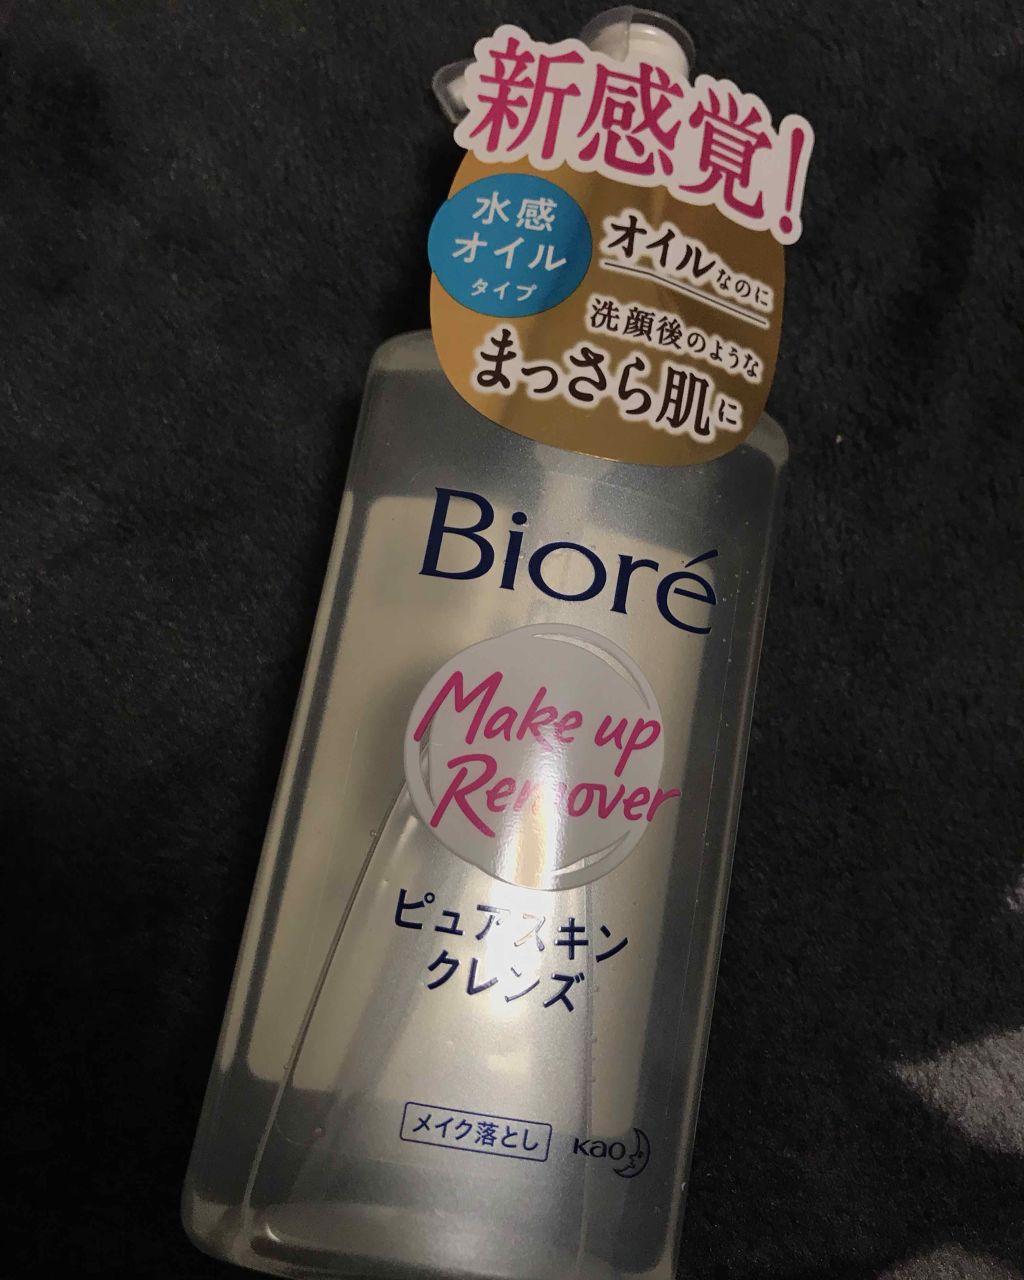 新感覚!
水感
オイル
タイプ
オイルなのに
洗顔後のような
まっさら肌に
Bioré
Make up
Remover
ピュアスキン
クレンズ
メイク落とし
Kao